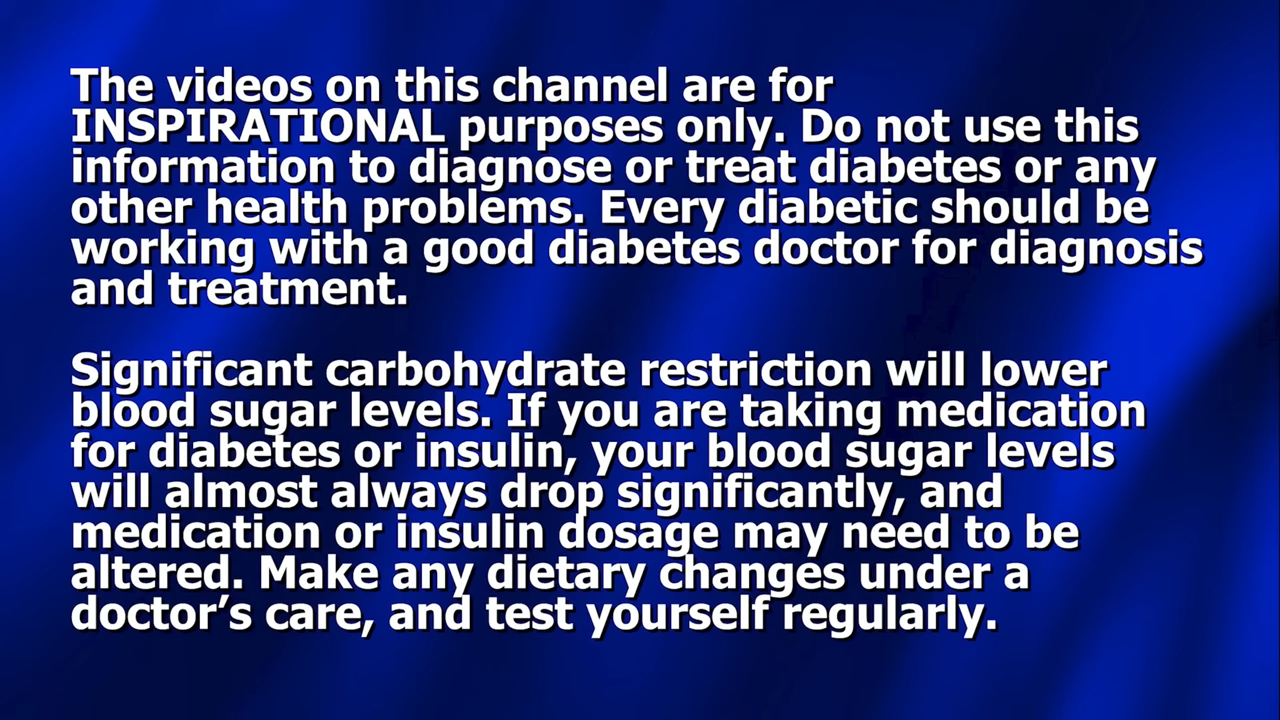 The videos on this channel are for
INSPIRATIONAL purposes only. Do not use this
information to diagnose or treat diabetes or any
other health problems. Every diabetic should be
working with a good diabetes doctor for diagnosis
and treatment.
Significant carbohydrate restriction will lower
blood sugar levels. If you are taking medication
for diabetes or insulin, your blood sugar levels
will almost always drop significantly, and
medication or insulin dosage may need to be
altered. Make any dietary changes under a
doctor’s care, and test yourself regularly.